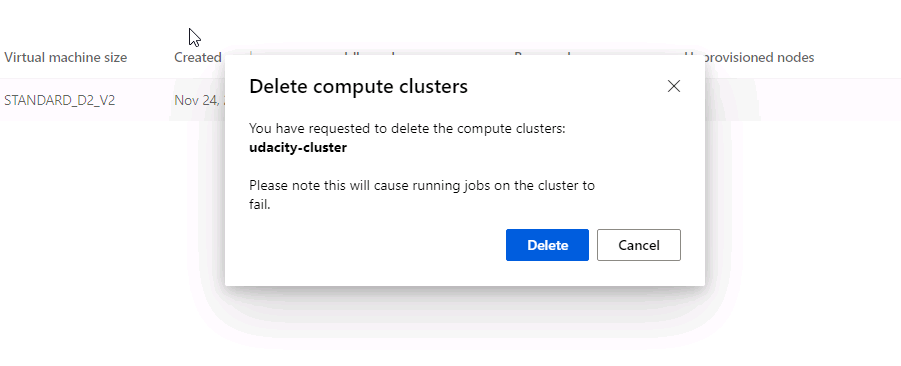 Virtual machine size Created provisioned nodes
Delete compute clusters
STANDARD_D2_V2 Nov 24,
You have requested to delete the compute clusters:
udacity-cluster
Please note this will cause running jobs on the cluster to
fail.
Delete Cancel